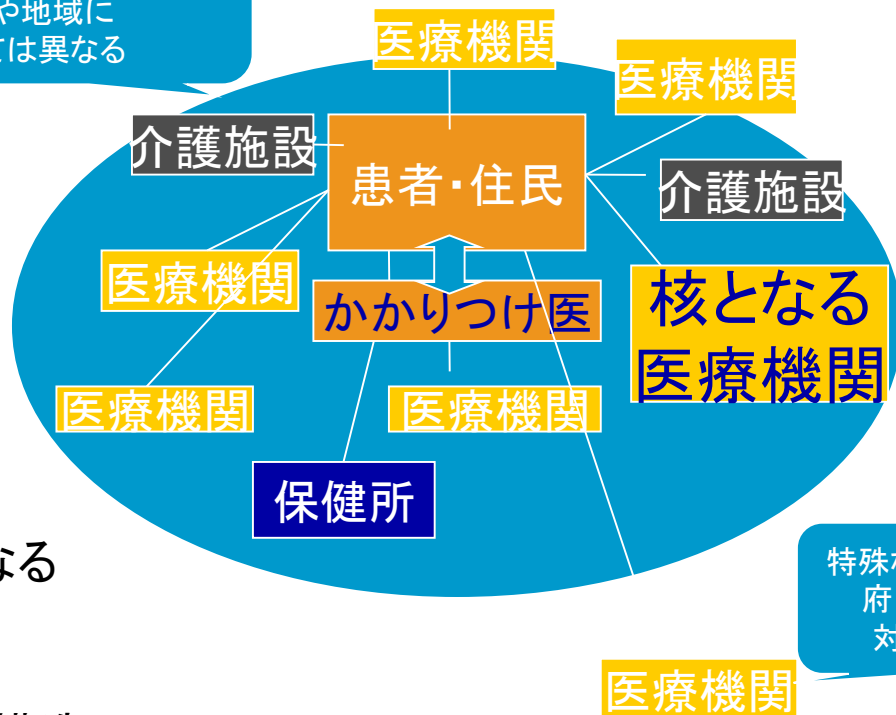 や地域に
は異なる
医療機関
医療機関
介護施設
患者・住民
介護施設
医療機関
かかりつけ医
核となる
医療機関
医療機関
医療機関
保健所
なる
特殊な
府
対
医療機関